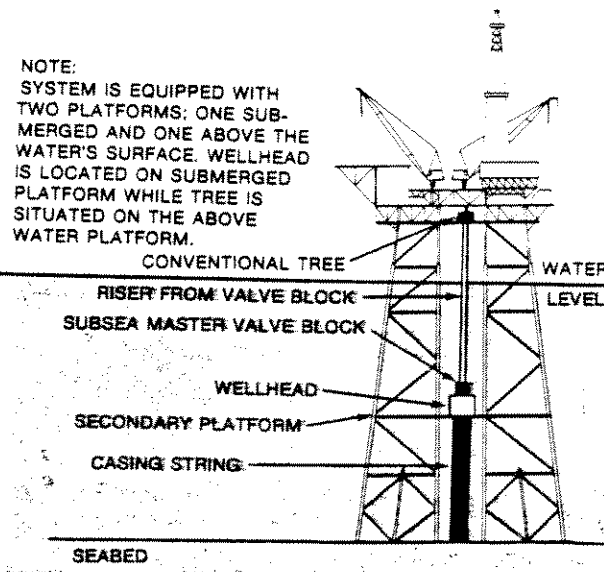 NOTE:
SYSTEM IS EQUIPPED WITH
TWO PLATFORMS; ONE SUB-
MERGED AND ONE ABOVE THE
WATER'S SURFACE. WELLHEAD
IS LOCATED ON SUBMERGED
PLATFORM WHILE TREE IS
SITUATED ON THE ABOVE
WATER PLATFORM.
CONVENTIONAL TREE
WATER
LEVEL
RISER FROM VALVE BLOCK
SUBSEA MASTER VALVE BLOCK
WELLHEAD
SECONDARY PLATFORM
CASING STRING
SEABED